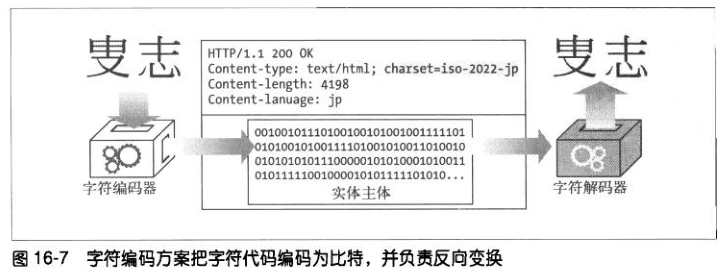 叟志
HTTP/1.1 200 OK
Content-type: text/html; charset=iso-2022-jp
Content-length: 4198
Content-lanuage: jp
叟志
0010010111010010010100100111101
0101001010011110100101001101001​0
0101010101110000010101000101001​1
0101111100100001010111110101​0...
实体主体
字符编码器
字符解码器
图 16-7 字符编码方案把字符代码编码为比特，并负责反向变换